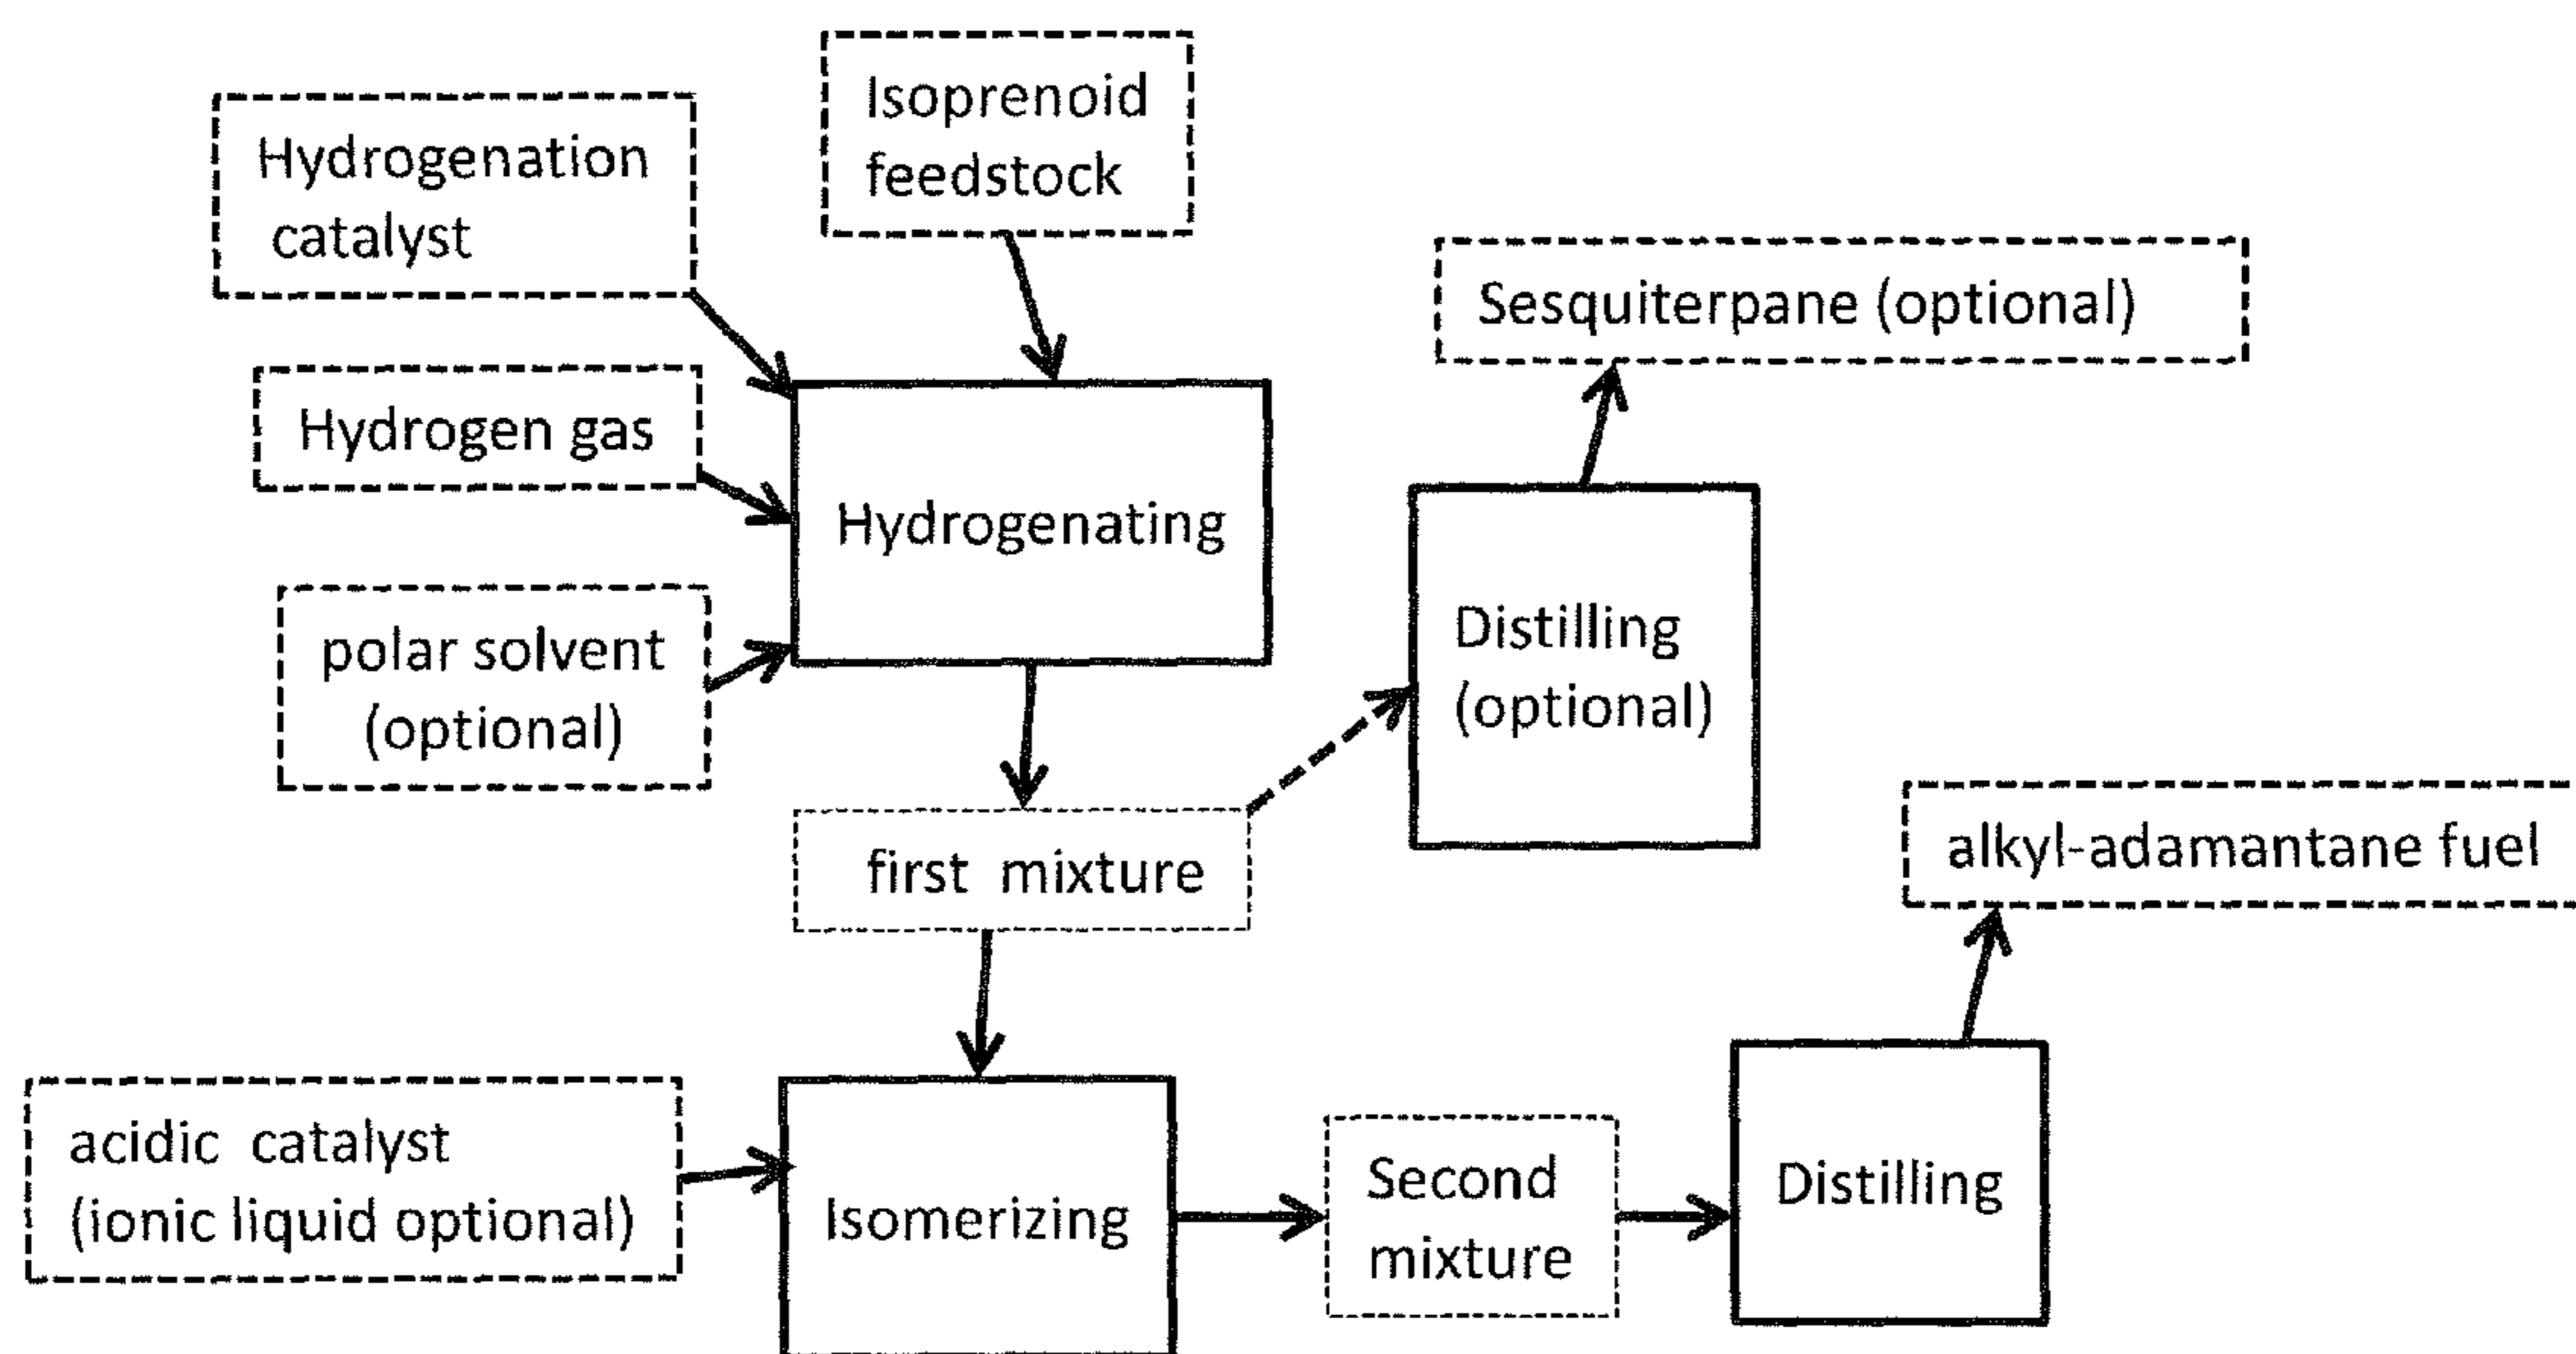 Isoprenoid
feedstock
Hydrogenation
catalyst
Hydrogen gas
polar solvent
(optional)
Hydrogenating
Sesquiterpane (optional)
Distilling
(optional)
first mixture
alkyl-adamantane fuel
acidic catalyst
(ionic liquid optional)
Isomerizing
Second
mixture
Distilling